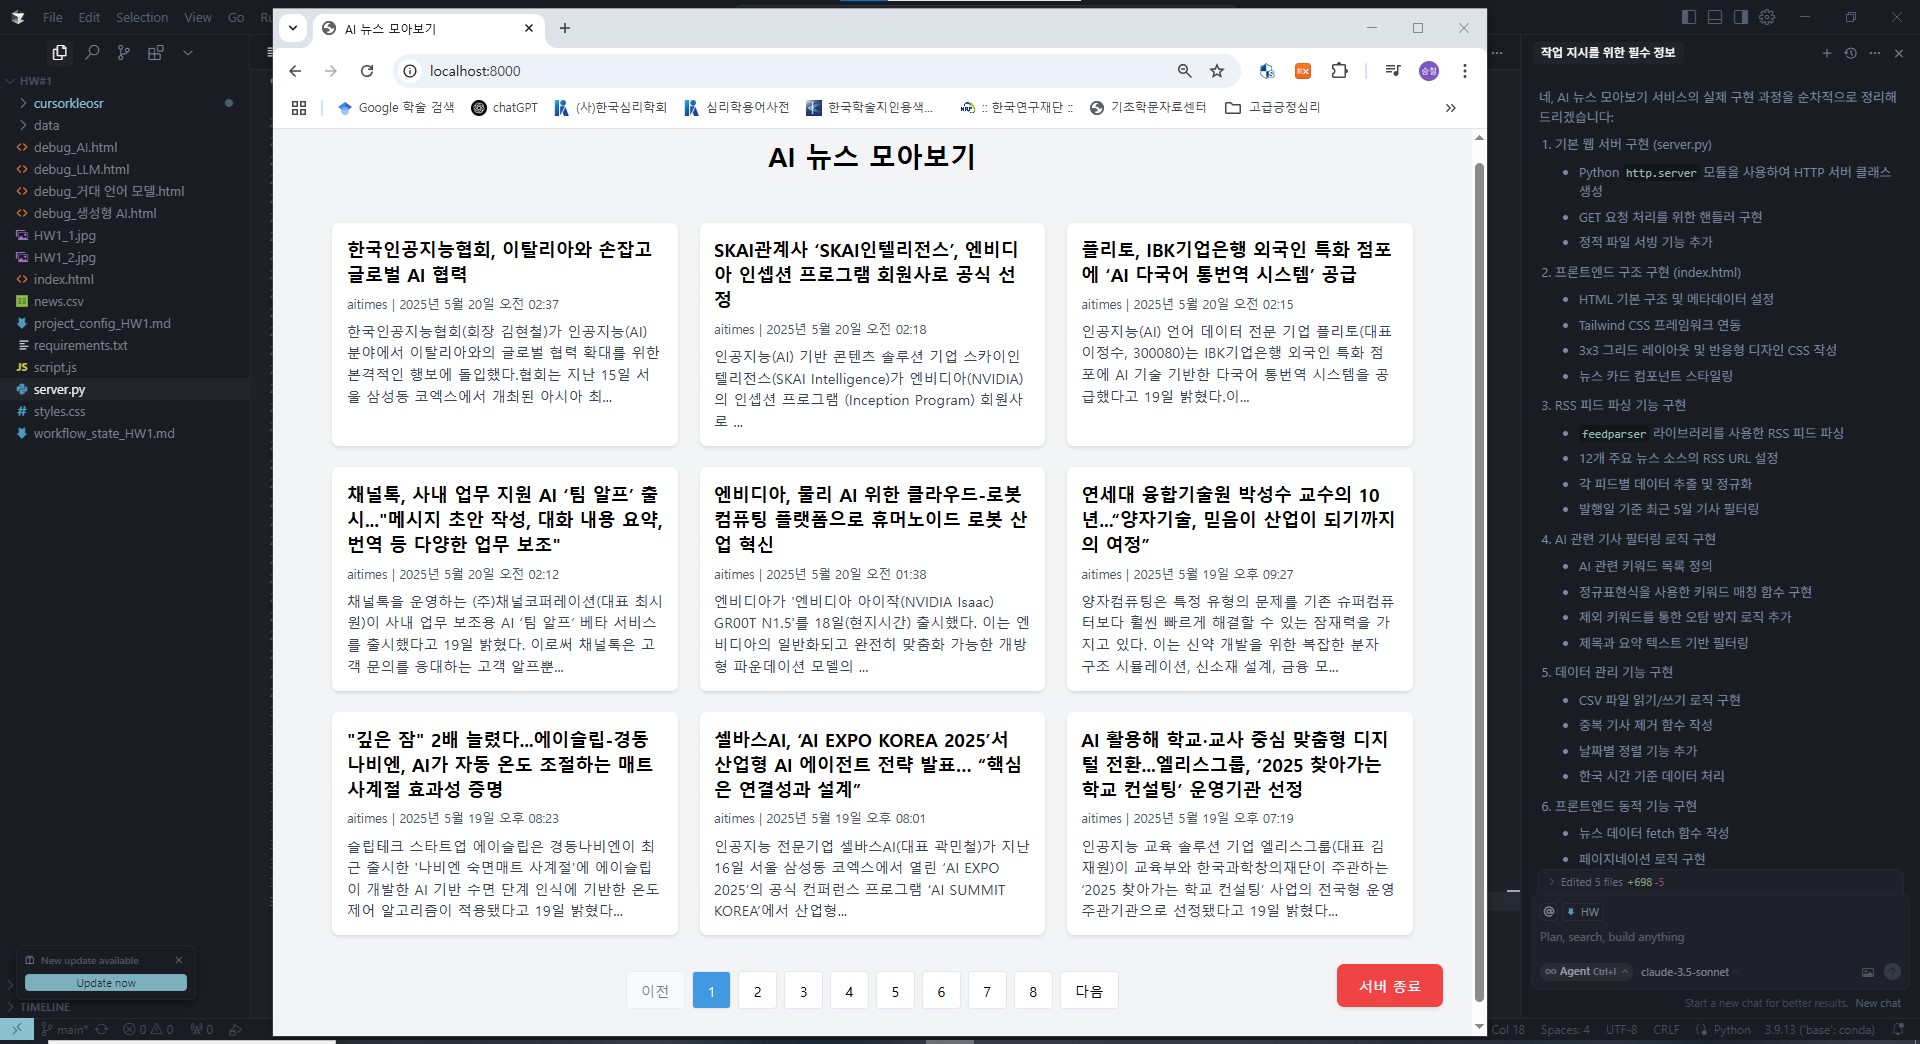 File Edit Selection View Go Ru
HW#1
cursorkleosr
data
debug_AI.html
debug_LLM.html
debug_거대 언어 모델.html
debug_생성형 AI.html
HW1_1.jpg
HW1_2.jpg
index.html
news.csv
project_config_HW1.md
requirements.txt
script.js
server.py
styles.css
workflow_state_HW1.md
New update available
Update now
TIMELINE
main*
0 0
0
AI 뉴스 모아보기
localhost:8000
승철
Google 학술 검색
chatGPT
(사)한국심리학회
심리학용어사전
한국학술지인용색...
:: 한국연구재단 ::
기초학문자료센터
고급긍정심리
AI 뉴스 모아보기
한국인공지능협회, 이탈리아와 손잡고
글로벌 AI 협력
aitimes | 2025년 5월 20일 오전 02:37
한국인공지능협회(회장 김현철)가 인공지능(AI)
분야에서 이탈리아와의 글로벌 협력 확대를 위한
본격적인 행보에 돌입했다.협회는 지난 15일 서
울 삼성동 코엑스에서 개최된 아시아 최...
SKAI관계사 ‘SKAI인텔리전스’, 엔비디
아 인셉션 프로그램 회원사로 공식 선
정
aitimes | 2025년 5월 20일 오전 02:18
인공지능(AI) 기반 콘텐츠 솔루션 기업 스카이인
텔리전스(SKAI Intelligence)가 엔비디아(NVIDIA)
의 인셉션 프로그램 (Inception Program) 회원사
로 ...
플리토, IBK기업은행 외국인 특화 점포
에 ‘AI 다국어 통번역 시스템’ 공급
aitimes | 2025년 5월 20일 오전 02:15
인공지능(AI) 언어 데이터 전문 기업 플리토(대표
이정수, 300080)는 IBK기업은행 외국인 특화 점
포에 AI 기술 기반한 다국어 통번역 시스템을 공
급했다고 19일 밝혔다.이...
채널톡, 사내 업무 지원 AI ‘팀 알프’ 출
시..."메시지 초안 작성, 대화 내용 요약,
번역 등 다양한 업무 보조"
aitimes | 2025년 5월 20일 오전 02:12
채널톡을 운영하는 (주)채널코퍼레이션(대표 최시
원)이 사내 업무 보조용 AI ‘팀 알프’ 베타 서비스
를 출시했다고 19일 밝혔다. 이로써 채널톡은 고
객 문의를 응대하는 고객 알프뿐...
엔비디아, 물리 AI 위한 클라우드-로봇
컴퓨팅 플랫폼으로 휴머노이드 로봇 산
업 혁신
aitimes | 2025년 5월 20일 오전 01:38
엔비디아가 '엔비디아 아이작(NVIDIA Isaac)
GR00T N1.5'를 18일(현지시간) 출시했다. 이는 엔
비디아의 일반화되고 완전히 맞춤화 가능한 개방
형 파운데이션 모델의 ...
연세대 융합기술원 박성수 교수의 10
년...“양자기술, 믿음이 산업이 되기까지
의 여정”
aitimes | 2025년 5월 19일 오후 09:27
양자컴퓨팅은 특정 유형의 문제를 기존 슈퍼컴퓨
터보다 훨씬 빠르게 해결할 수 있는 잠재력을 가
지고 있다. 이는 신약 개발을 위한 복잡한 분자
구조 시뮬레이션, 신소재 설계, 금융 모...
"깊은 잠" 2배 늘렸다...에이슬립-경동
나비엔, AI가 자동 온도 조절하는 매트
사계절 효과성 증명
aitimes | 2025년 5월 19일 오후 08:23
슬립테크 스타트업 에이슬립은 경동나비엔이 최
근 출시한 '나비엔 숙면매트 사계절'에 에이슬립
이 개발한 AI 기반 수면 단계 인식에 기반한 온도
제어 알고리즘이 적용됐다고 19일 밝혔다...
셀바스AI, ‘AI EXPO KOREA 2025’서
산업형 AI 에이전트 전략 발표... “핵심
은 연결성과 설계”
aitimes | 2025년 5월 19일 오후 08:01
인공지능 전문기업 셀바스AI(대표 곽민철)가 지난
16일 서울 삼성동 코엑스에서 열린 ‘AI EXPO
2025’의 공식 컨퍼런스 프로그램 ‘AI SUMMIT
KOREA’에서 산업형...
AI 활용해 학교·교사 중심 맞춤형 디지
털 전환...엘리스그룹, ‘2025 찾아가는
학교 컨설팅’ 운영기관 선정
aitimes | 2025년 5월 19일 오후 07:19
인공지능 교육 솔루션 기업 엘리스그룹(대표 김
재원)이 교육부와 한국과학창의재단이 주관하는
‘2025 찾아가는 학교 컨설팅’ 사업의 전국형 운영
주관기관으로 선정됐다고 19일 밝혔다...
이전 1 2 3 4 5 6 7 8 다음
서버 종료
작업 지시를 위한 필수 정보
네, AI 뉴스 모아보기 서비스의 실제 구현 과정을 순차적으로 정리해
드리겠습니다:
1. 기본 웹 서버 구현 (server.py)
• Python http.server 모듈을 사용하여 HTTP 서버 클래스
생성
• GET 요청 처리를 위한 핸들러 구현
• 정적 파일 서빙 기능 추가
2. 프론트엔드 구조 구현 (index.html)
• HTML 기본 구조 및 메타데이터 설정
• Tailwind CSS 프레임워크 연동
• 3x3 그리드 레이아웃 및 반응형 디자인 CSS 작성
• 뉴스 카드 컴포넌트 스타일링
3. RSS 피드 파싱 기능 구현
• feedparser 라이브러리를 사용한 RSS 피드 파싱
• 12개 주요 뉴스 소스의 RSS URL 설정
• 각 피드별 데이터 추출 및 정규화
• 발행일 기준 최근 5일 기사 필터링
4. AI 관련 기사 필터링 로직 구현
• AI 관련 키워드 목록 정의
• 정규표현식을 사용한 키워드 매칭 함수 구현
• 제외 키워드를 통한 오탐 방지 로직 추가
• 제목과 요약 텍스트 기반 필터링
5. 데이터 관리 기능 구현
• CSV 파일 읽기/쓰기 로직 구현
• 중복 기사 제거 함수 작성
• 날짜별 정렬 기능 추가
• 한국 시간 기준 데이터 처리
6. 프론트엔드 동적 기능 구현
• 뉴스 데이터 fetch 함수 작성
• 페이지네이션 로직 구현
Edited 5 files +698 -5
@ HW
Plan, search, build anything
Agent Ctrl+I claude-3.5-sonnet
Start a new chat for better results. New chat
Col 18 Spaces: 4 UTF-8 CRLF Python 3.9.13 ('base': conda)